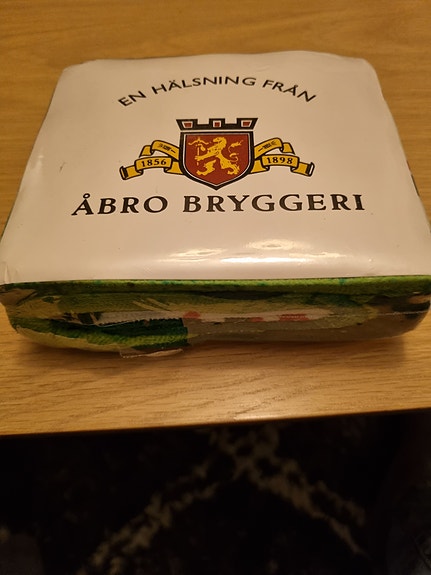 EN HÄLSNING FRÅN
1856 1898
ÅBRO BRYGGERI